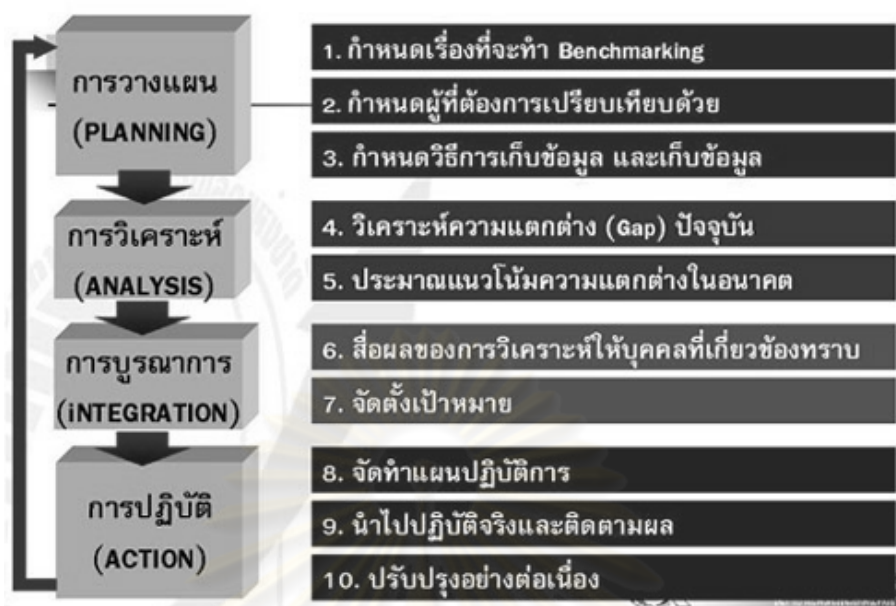 การวางแผน
(PLANNING)
1. กำหนดเรื่องที่จะทำ Benchmarking
2. กำหนดผู้ที่ต้องการเปรียบเทียบด้วย
3. กำหนดวิธีการเก็บข้อมูล และเก็บข้อมูล
การวิเคราะห์
(ANALYSIS)
4. วิเคราะห์ความแตกต่าง (Gap) ปัจจุบัน
5. ประมาณแนวโน้มความแตกต่างในอนาคต
การบูรณาการ
(iNTEGRATION)
6. สื่อผลของการวิเคราะห์ให้บุคคลที่เกี่ยวข้องทราบ
7. จัดตั้งเป้าหมาย
การปฏิบัติ
(ACTION)
8. จัดทำแผนปฏิบัติการ
9. นำไปปฏิบัติจริงและติดตามผล
10. ปรับปรุงอย่างต่อเนื่อง